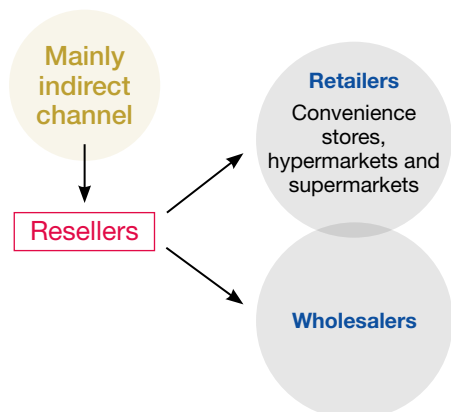 Mainly
indirect
channel
Resellers
Retailers
Convenience
stores,
hypermarkets and
supermarkets
Wholesalers